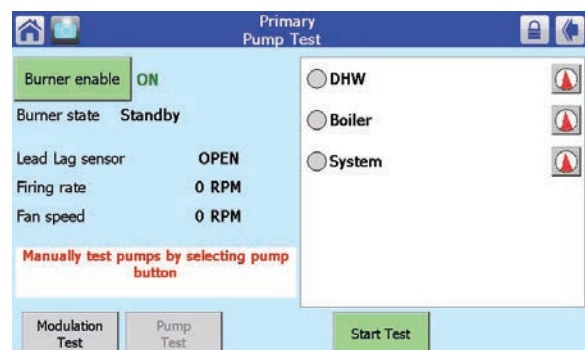 Primary
Pump Test
Burner enable ON
Burner state Standby
Lead Lag sensor OPEN
Firing rate 0 RPM
Fan speed 0 RPM
Manually test pumps by selecting pump
button
DHW
Boiler
System
Modulation
Test
Pump
Test
Start Test